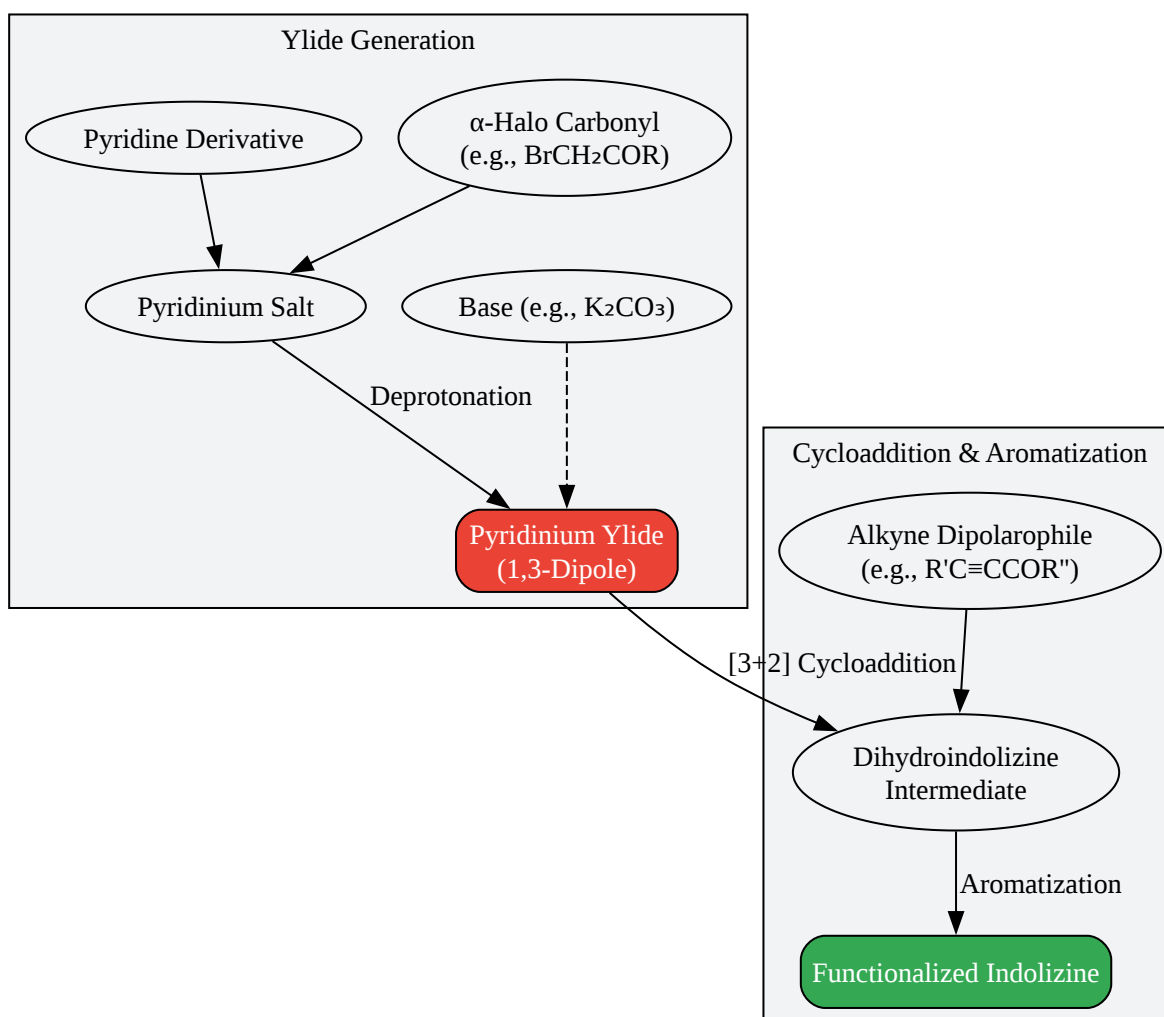 Ylide Generation
Pyridine Derivative
α-Halo Carbonyl
(e.g., BrCH₂COR)
Pyridinium Salt
Base (e.g., K₂CO₃)
Deprotonation
Pyridinium Ylide
(1,3-Dipole)
Cycloaddition & Aromatization
Alkyne Dipolarophile
(e.g., R'C≡CCOR")
[3+2] Cycloaddition
Dihydroindolizine
Intermediate
Aromatization
Functionalized Indolizine